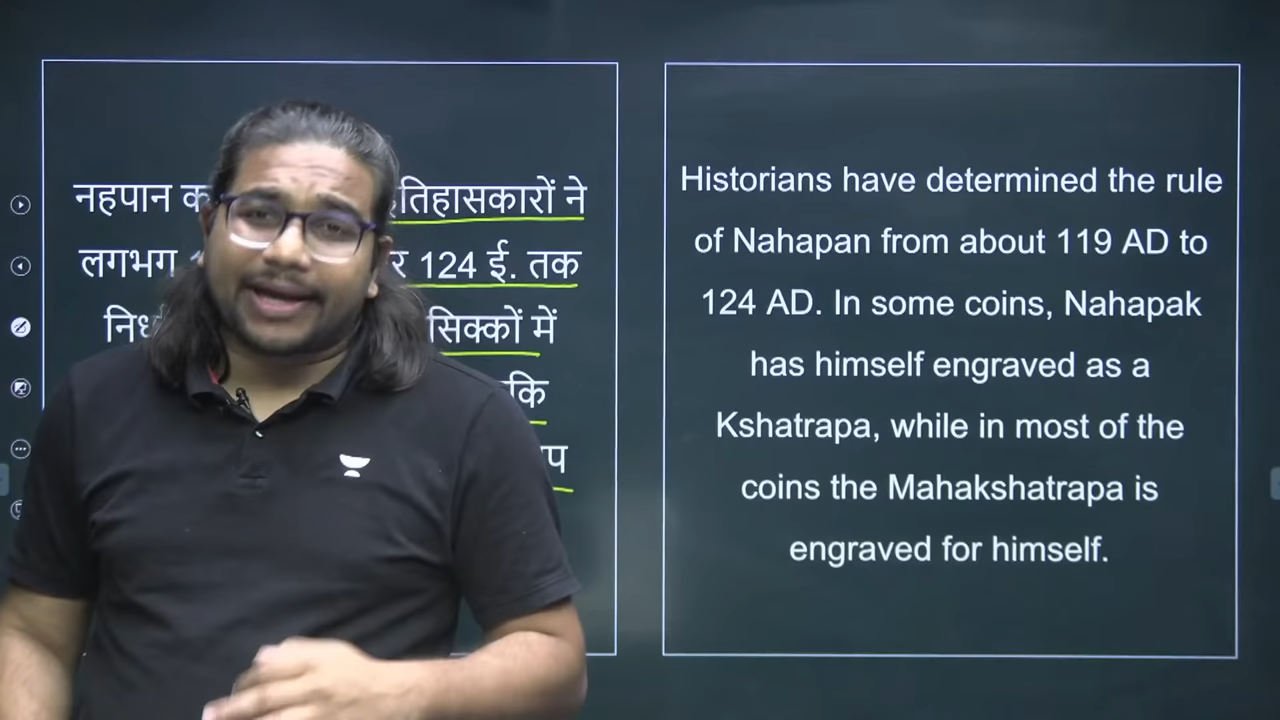 नहपान
तिहासकारों ने
लगभग
124 ई. तक
सिक्कों में
कि
Historians have determined the rule
of Nahapan from about 119 AD to
124 AD. In some coins, Nahapak
has himself engraved as a
Kshatrapa, while in most of the
coins the Mahakshatrapa is
engraved for himself.